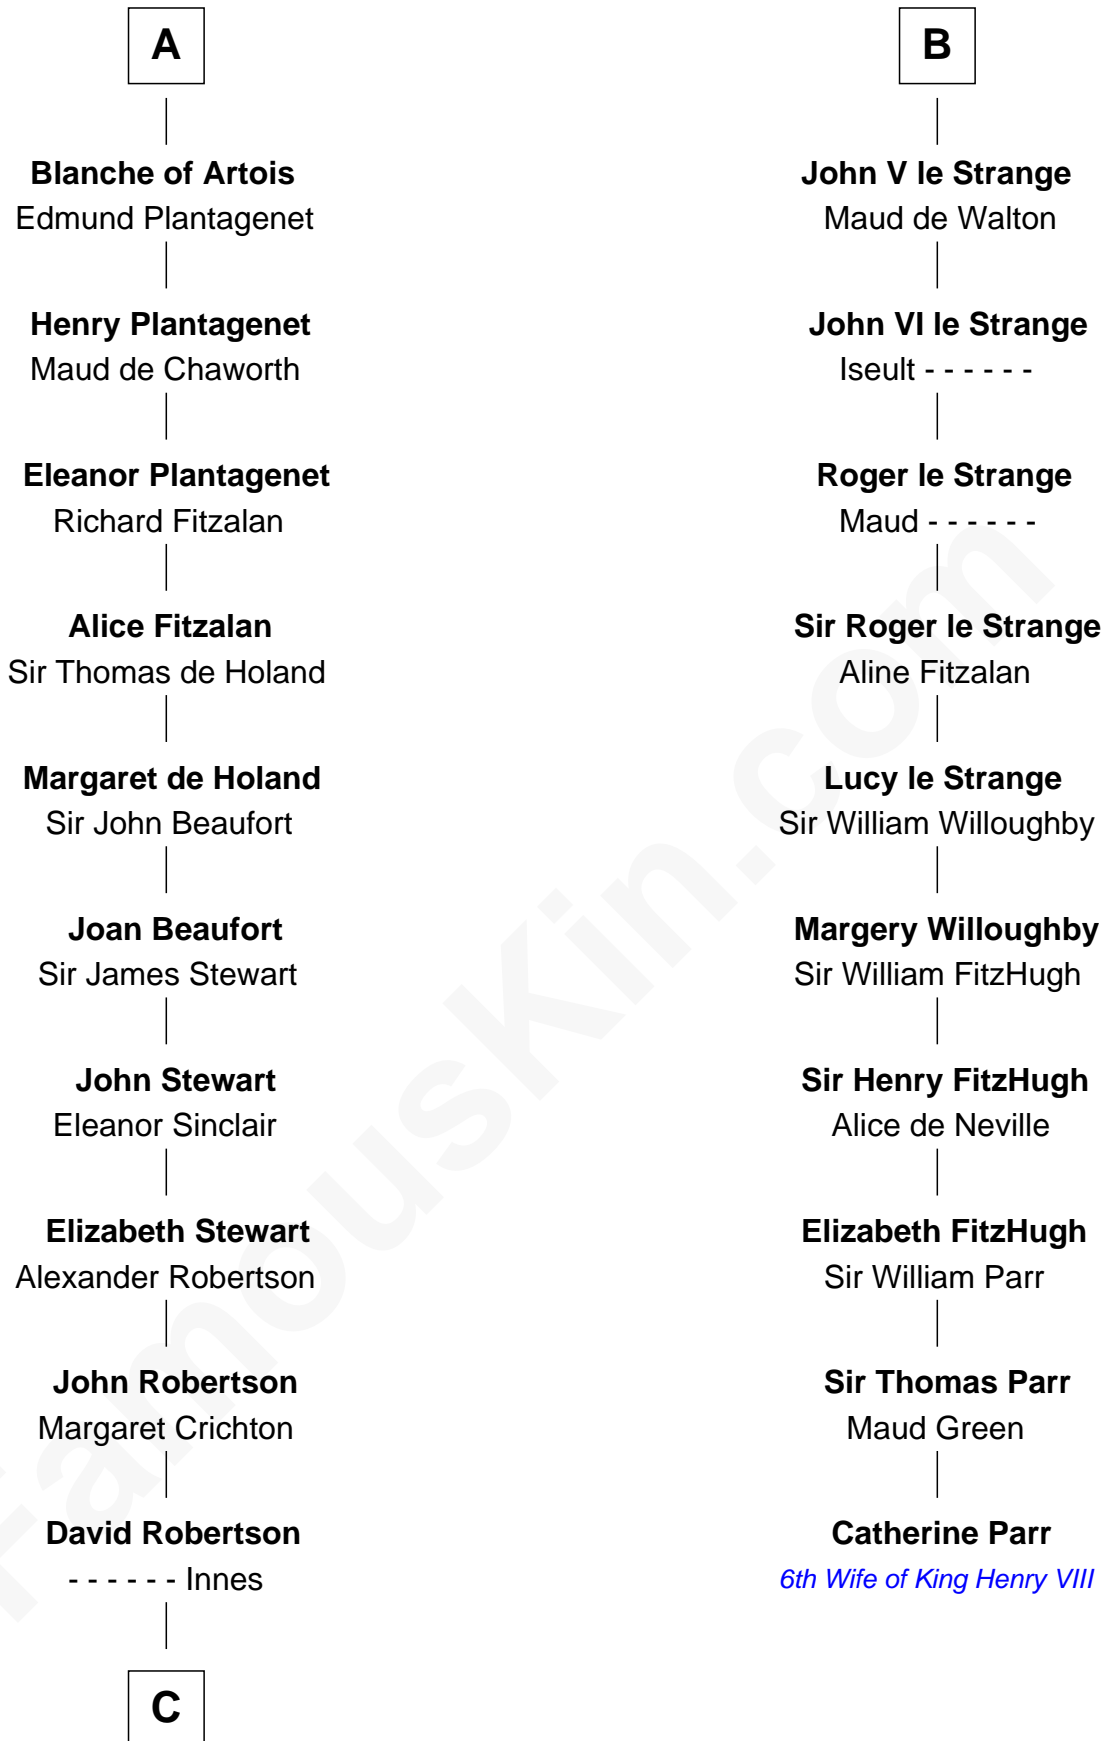 A
Blanche of Artois
Edmund Plantagenet
Henry Plantagenet
Maud de Chaworth
Eleanor Plantagenet
Richard Fitzalan
Alice Fitzalan
Sir Thomas de Holand
Margaret de Holand
Sir John Beaufort
Joan Beaufort
Sir James Stewart
John Stewart
Eleanor Sinclair
Elizabeth Stewart
Alexander Robertson
John Robertson
Margaret Crichton
David Robertson
- - - - - - Innes
C
B
John V le Strange
Maud de Walton
John VI le Strange
Iseult - - - - - -
Roger le Strange
Maud - - - - - -
Sir Roger le Strange
Aline Fitzalan
Lucy le Strange
Sir William Willoughby
Margery Willoughby
Sir William FitzHugh
Sir Henry FitzHugh
Alice de Neville
Elizabeth FitzHugh
Sir William Parr
Sir Thomas Parr
Maud Green
Catherine Parr
6th Wife of King Henry VIII
FamousKin.com